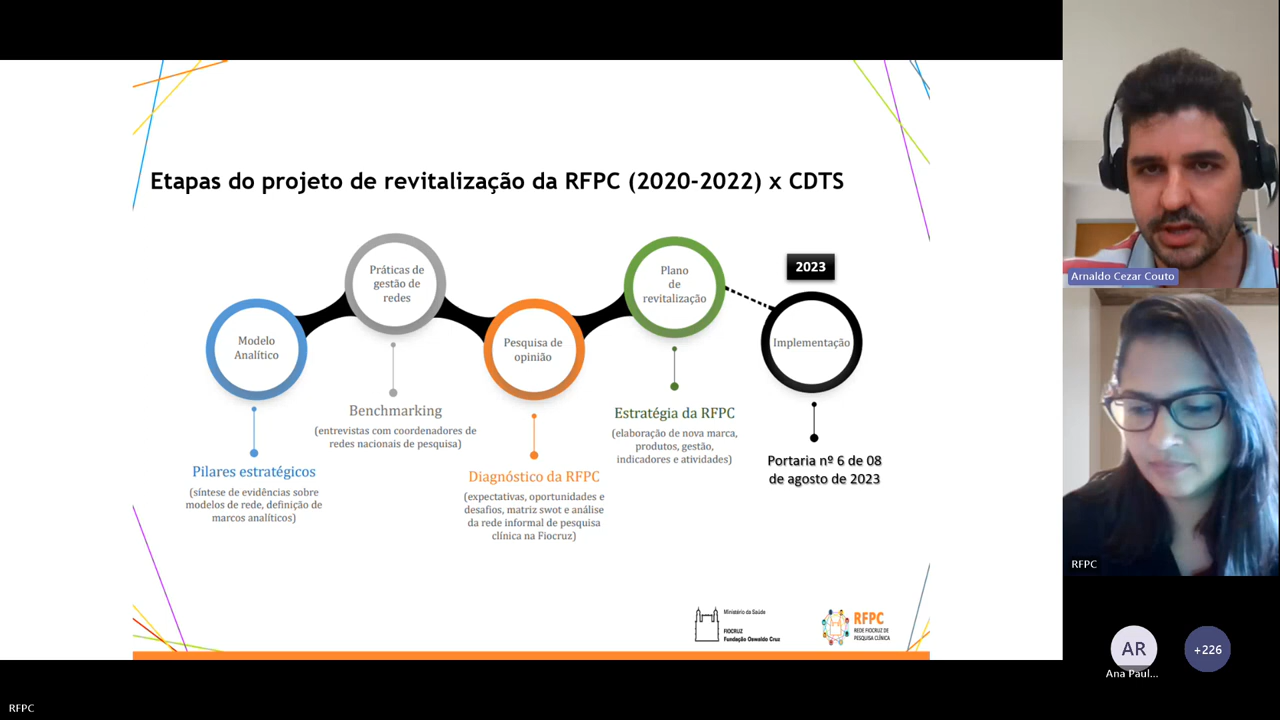 Etapas do projeto de revitalização da RFPC (2020-2022) x CDTS
Modelo
Analítico
Pilares estratégicos
(síntese de evidências sobre
modelos de rede, definição de
marcos analíticos)
Práticas de
gestão de
redes
Benchmarking
(entrevistas com coordenadores de
redes nacionais de pesquisa)
Pesquisa de
opinião
Diagnóstico da RFPC
(expectativas, oportunidades e
desafios, matriz swot e análise
da rede informal de pesquisa
clínica na Fiocruz)
Plano
de
revitalização
Estratégia da RFPC
(elaboração de nova marca,
produtos, gestão,
indicadores e atividades)
2023
Implementação
Portaria nº 6 de 08
de agosto de 2023
Ministério da Saúde
FIOCRUZ
Fundação Oswaldo Cruz
RFPC
REDE FIOCRUZ DE
PESQUISA CLÍNICA
Arnaldo Cezar Couto
RFPC
AR
Ana Paul...
+226
RFPC